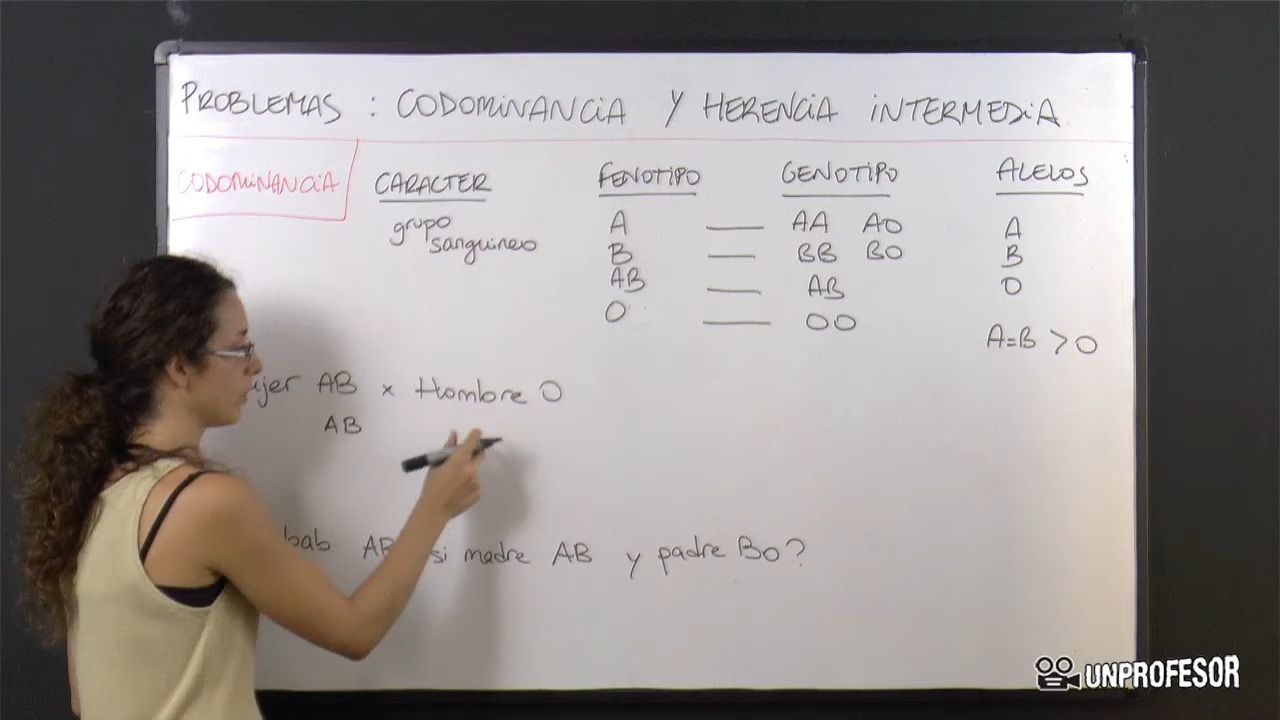 PROBLEMAS : CODOMINANCIA Y HERENCIA INTERMEDIA
CODOMINANCIA
CARACTER
grupo
sanguineo
FENOTIPO GENOTIPO
A — AA AO
B — BB BO
AB — AB
O — OO
ALELOS
A
B
O
A=B > O
AB x Hombre O
AB
AB si madre AB y padre BO?
UNPROFESOR